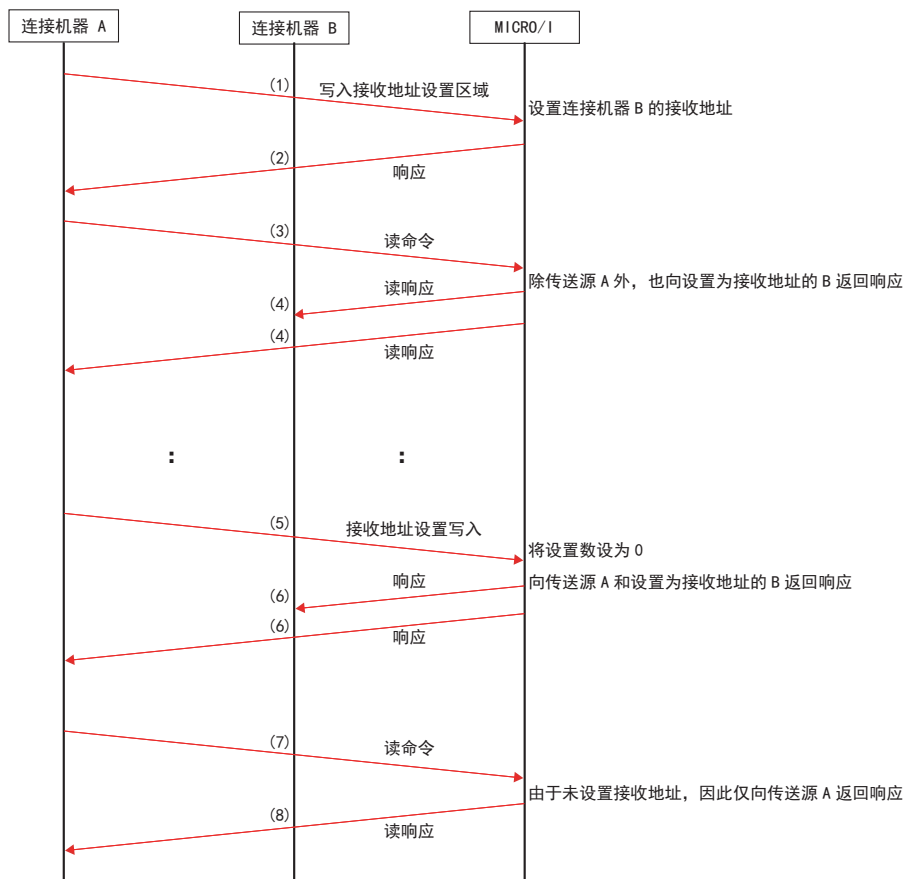 连接机器 A
连接机器 B
MICRO/I
(1)
写入接收地址设置区域
设置连接机器 B 的接收地址
(2)
响应
(3)
读命令
除传送源 A 外, 也向设置为接收地址的 B 返回响应
读响应
(4)
(4)
读响应
:
:
(5)
接收地址设置写入
将设置数设为 0
响应
向传送源 A 和设置为接收地址的 B 返回响应
(6)
(6)
响应
(7)
读命令
由于未设置接收地址, 因此仅向传送源 A 返回响应
(8)
读响应